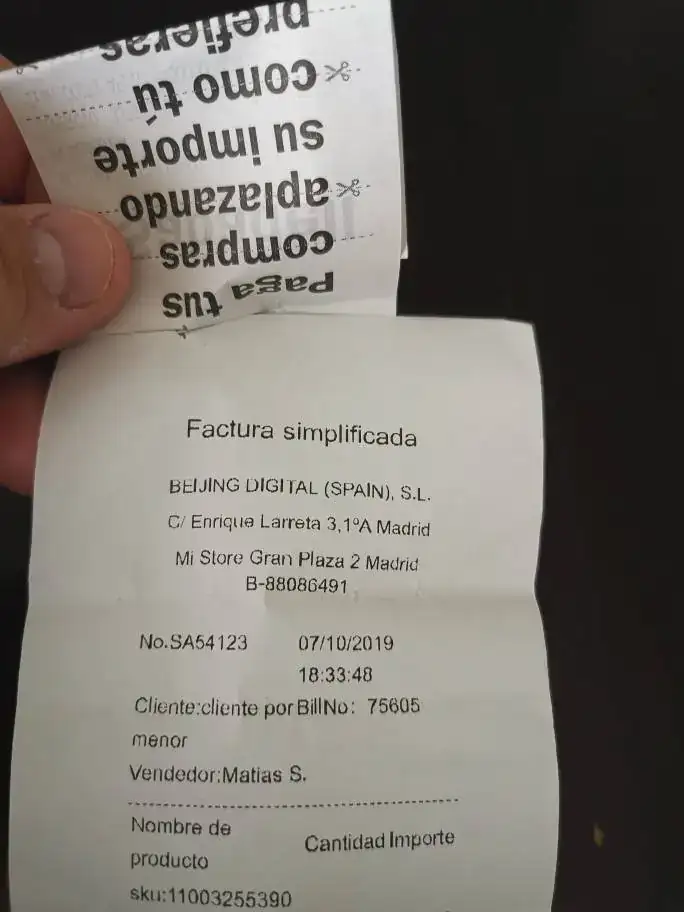 Paga tus
compras
aplazando
su importe
como tú
prefieras
Factura simplificada
BEIJING DIGITAL (SPAIN), S.L.
C/ Enrique Larreta 3,1ºA Madrid
Mi Store Gran Plaza 2 Madrid
B-88086491
No.SA54123 07/10/2019
18:33:48
Cliente:cliente por BillNo: 75605
menor
Vendedor:Matias S.
Nombre de
producto
Cantidad Importe
sku:11003255390